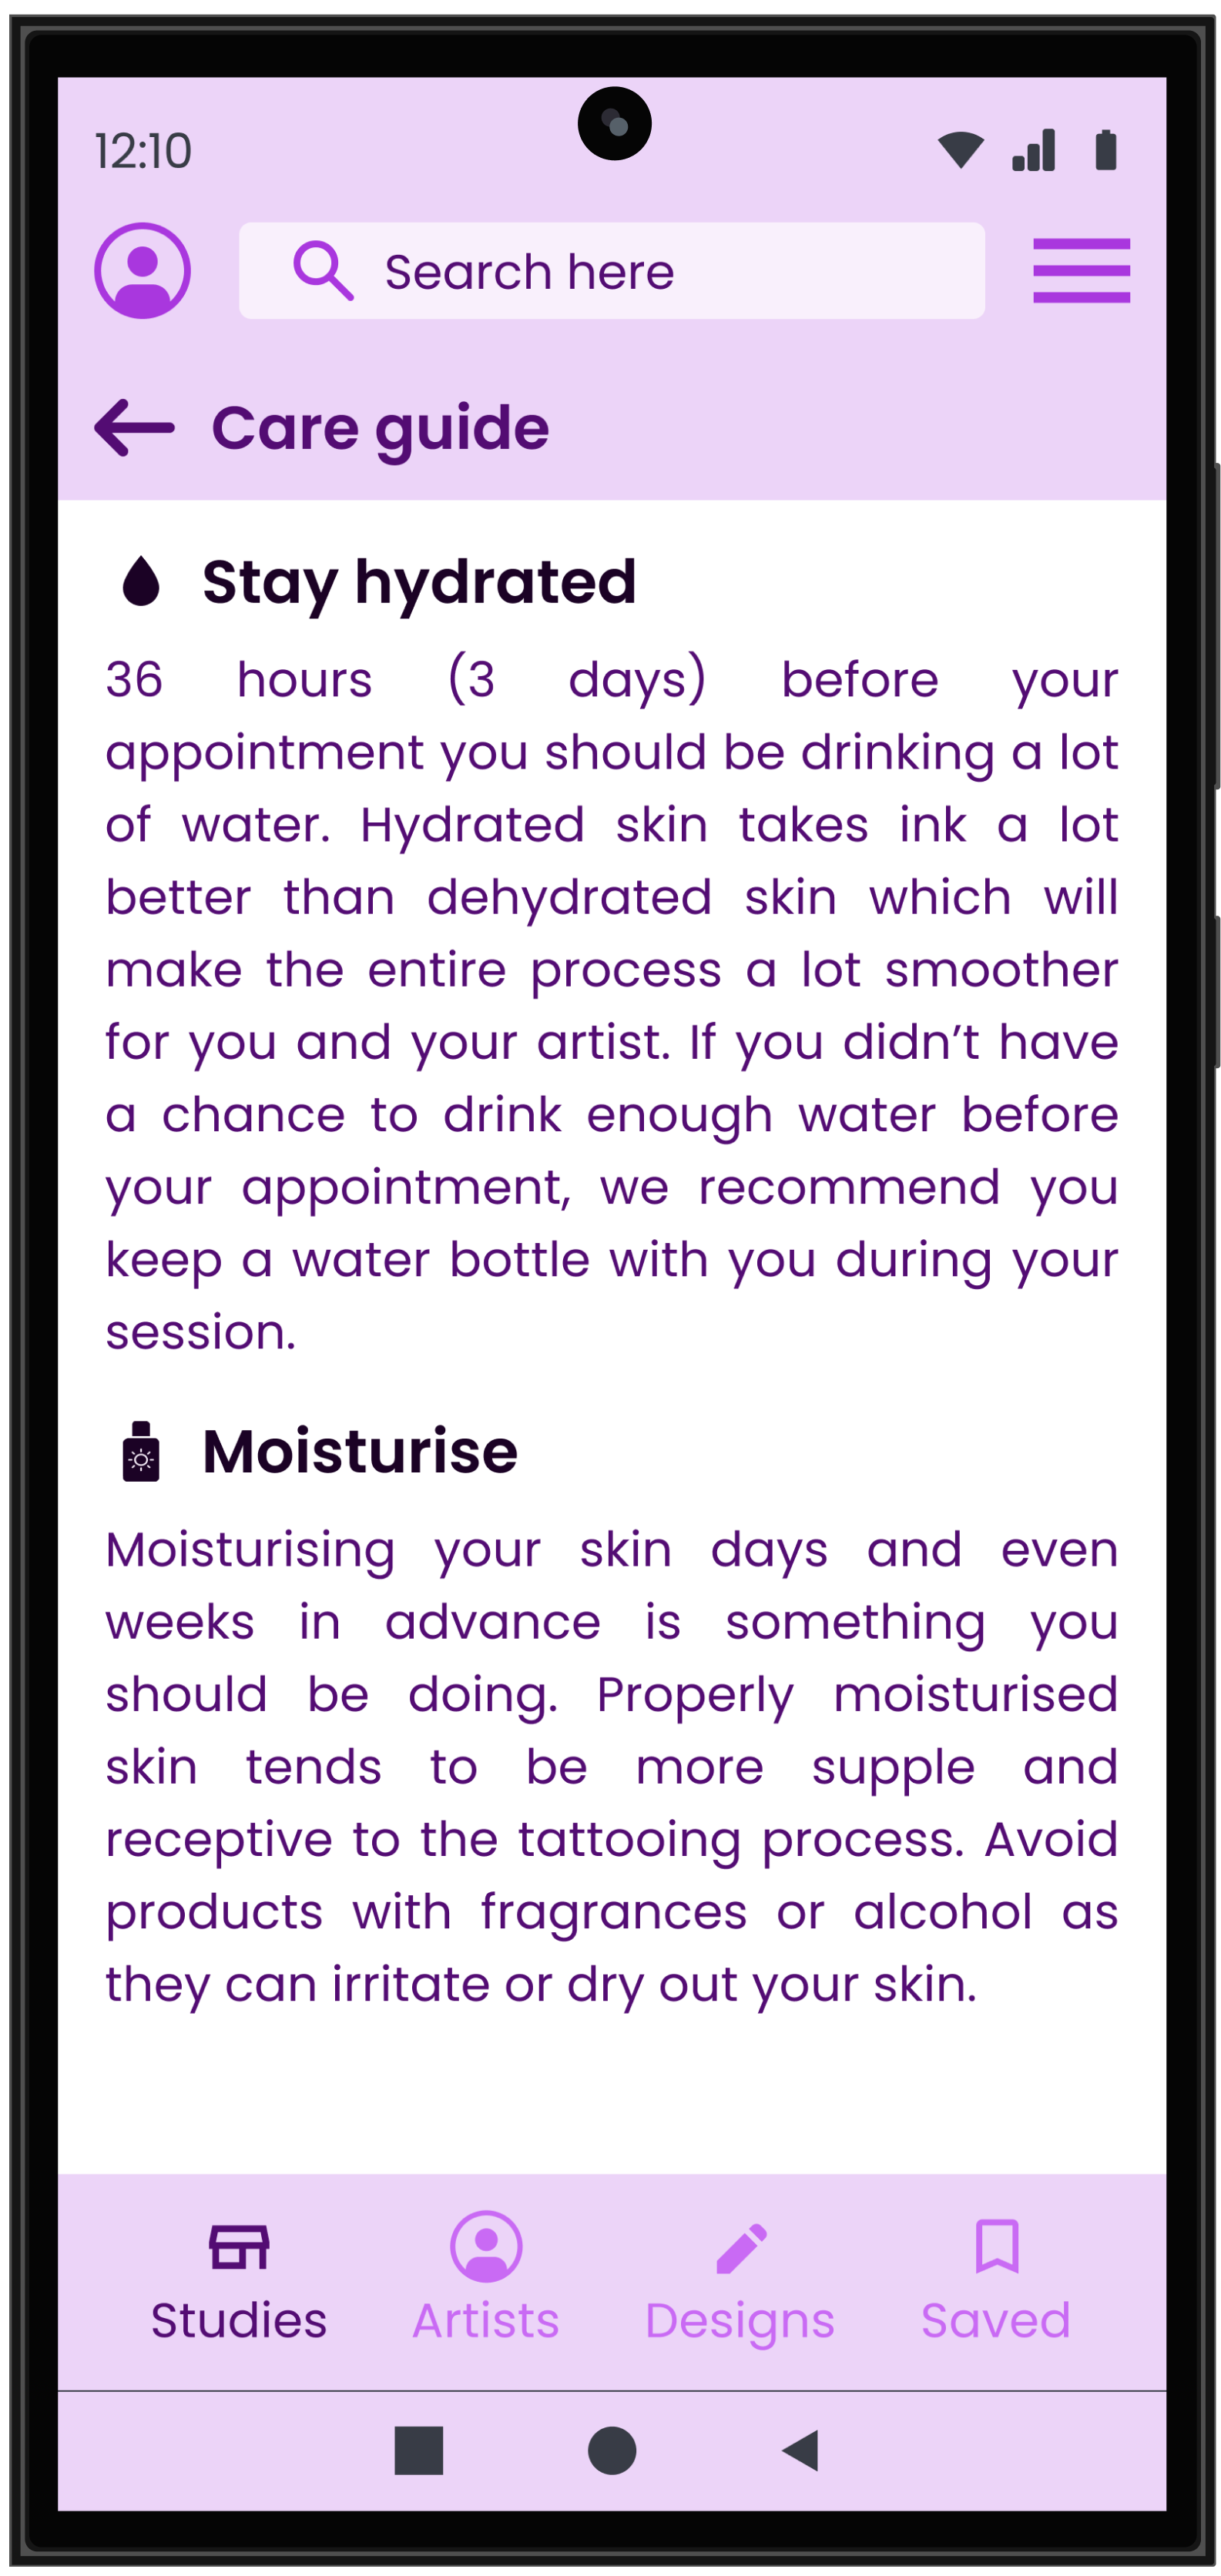 12:10
Search here
Care guide
Stay hydrated
36 hours (3 days) before your
appointment you should be drinking a lot
of water. Hydrated skin takes ink a lot
better than dehydrated skin which will
make the entire process a lot smoother
for you and your artist. If you didn’t have
a chance to drink enough water before
your appointment, we recommend you
keep a water bottle with you during your
session.
Moisturise
Moisturising your skin days and even
weeks in advance is something you
should be doing. Properly moisturised
skin tends to be more supple and
receptive to the tattooing process. Avoid
products with fragrances or alcohol as
they can irritate or dry out your skin.
Studies Artists Designs Saved